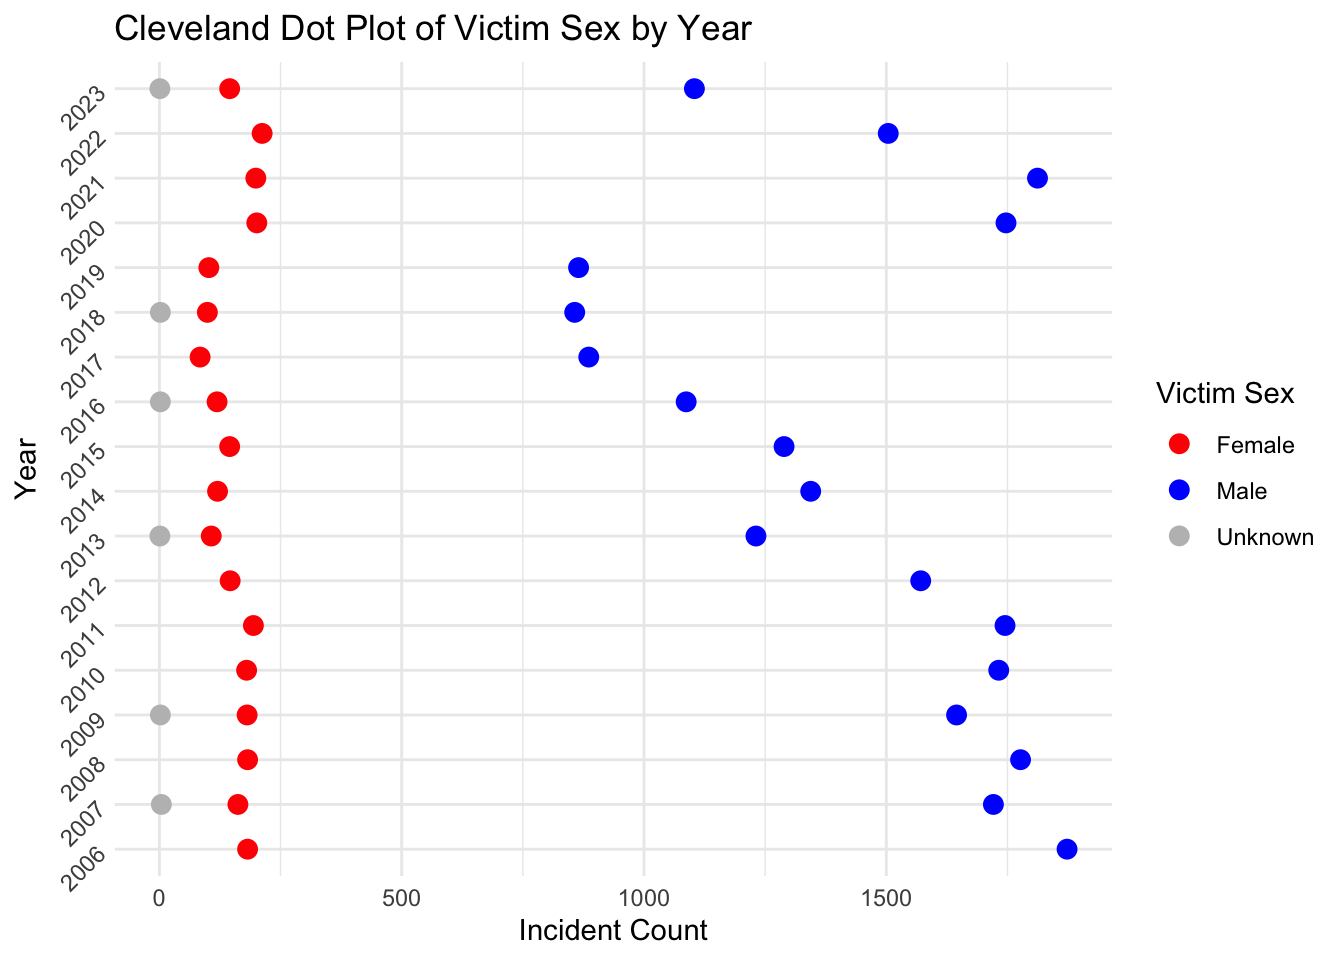 Cleveland Dot Plot of Victim Sex by Year
2023
2022
2021
2020
2019
2018
2017
2016
2015
2014
2013
2012
2011
2010
2009
2008
2007
2006
Year
0 500 1000 1500
Incident Count
Victim Sex
Female
Male
Unknown